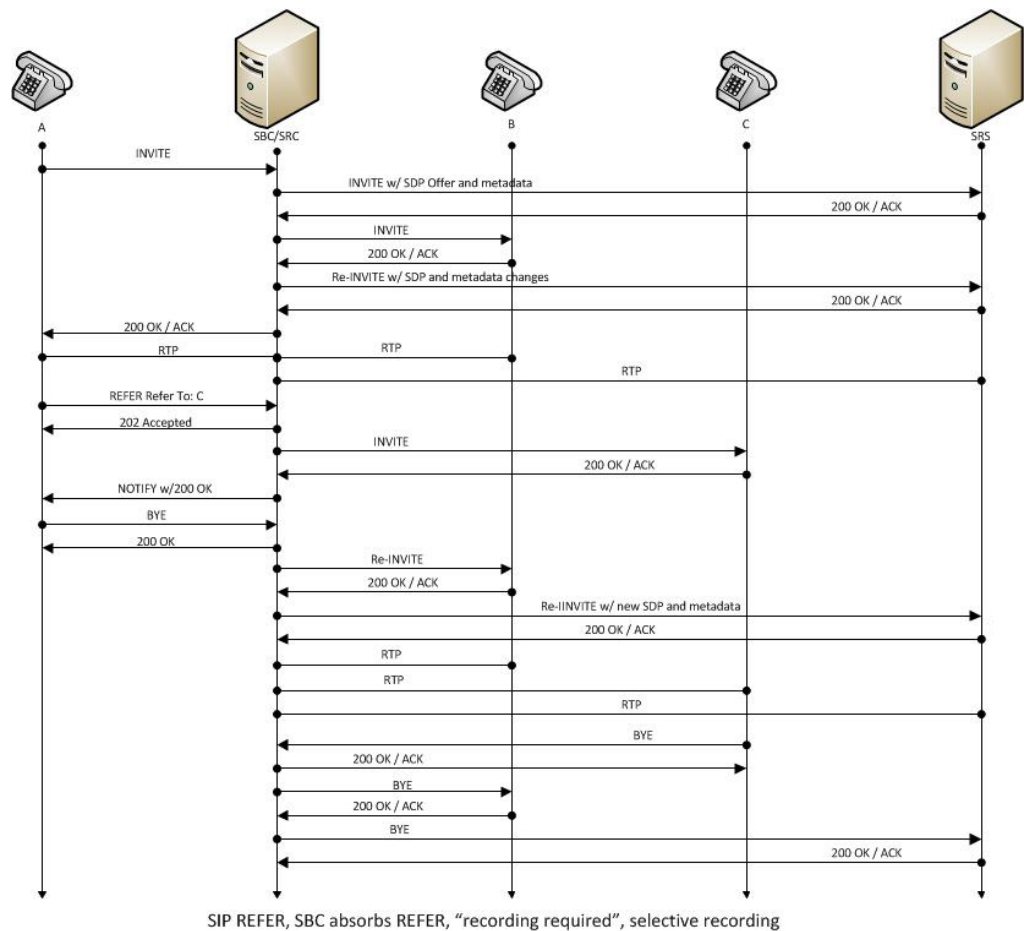 A
SBC/SRC
B
C
SRS
INVITE
INVITE w/ SDP Offer and metadata
200 OK / ACK
INVITE
200 OK / ACK
Re-INVITE w/ SDP and metadata changes
200 OK / ACK
200 OK / ACK
RTP
RTP
RTP
REFER Refer To: C
202 Accepted
INVITE
200 OK / ACK
NOTIFY w/200 OK
BYE
200 OK
Re-INVITE
200 OK / ACK
Re-IINVITE w/ new SDP and metadata
200 OK / ACK
RTP
RTP
RTP
BYE
200 OK / ACK
BYE
200 OK / ACK
BYE
200 OK / ACK
SIP REFER, SBC absorbs REFER, “recording required”, selective recording